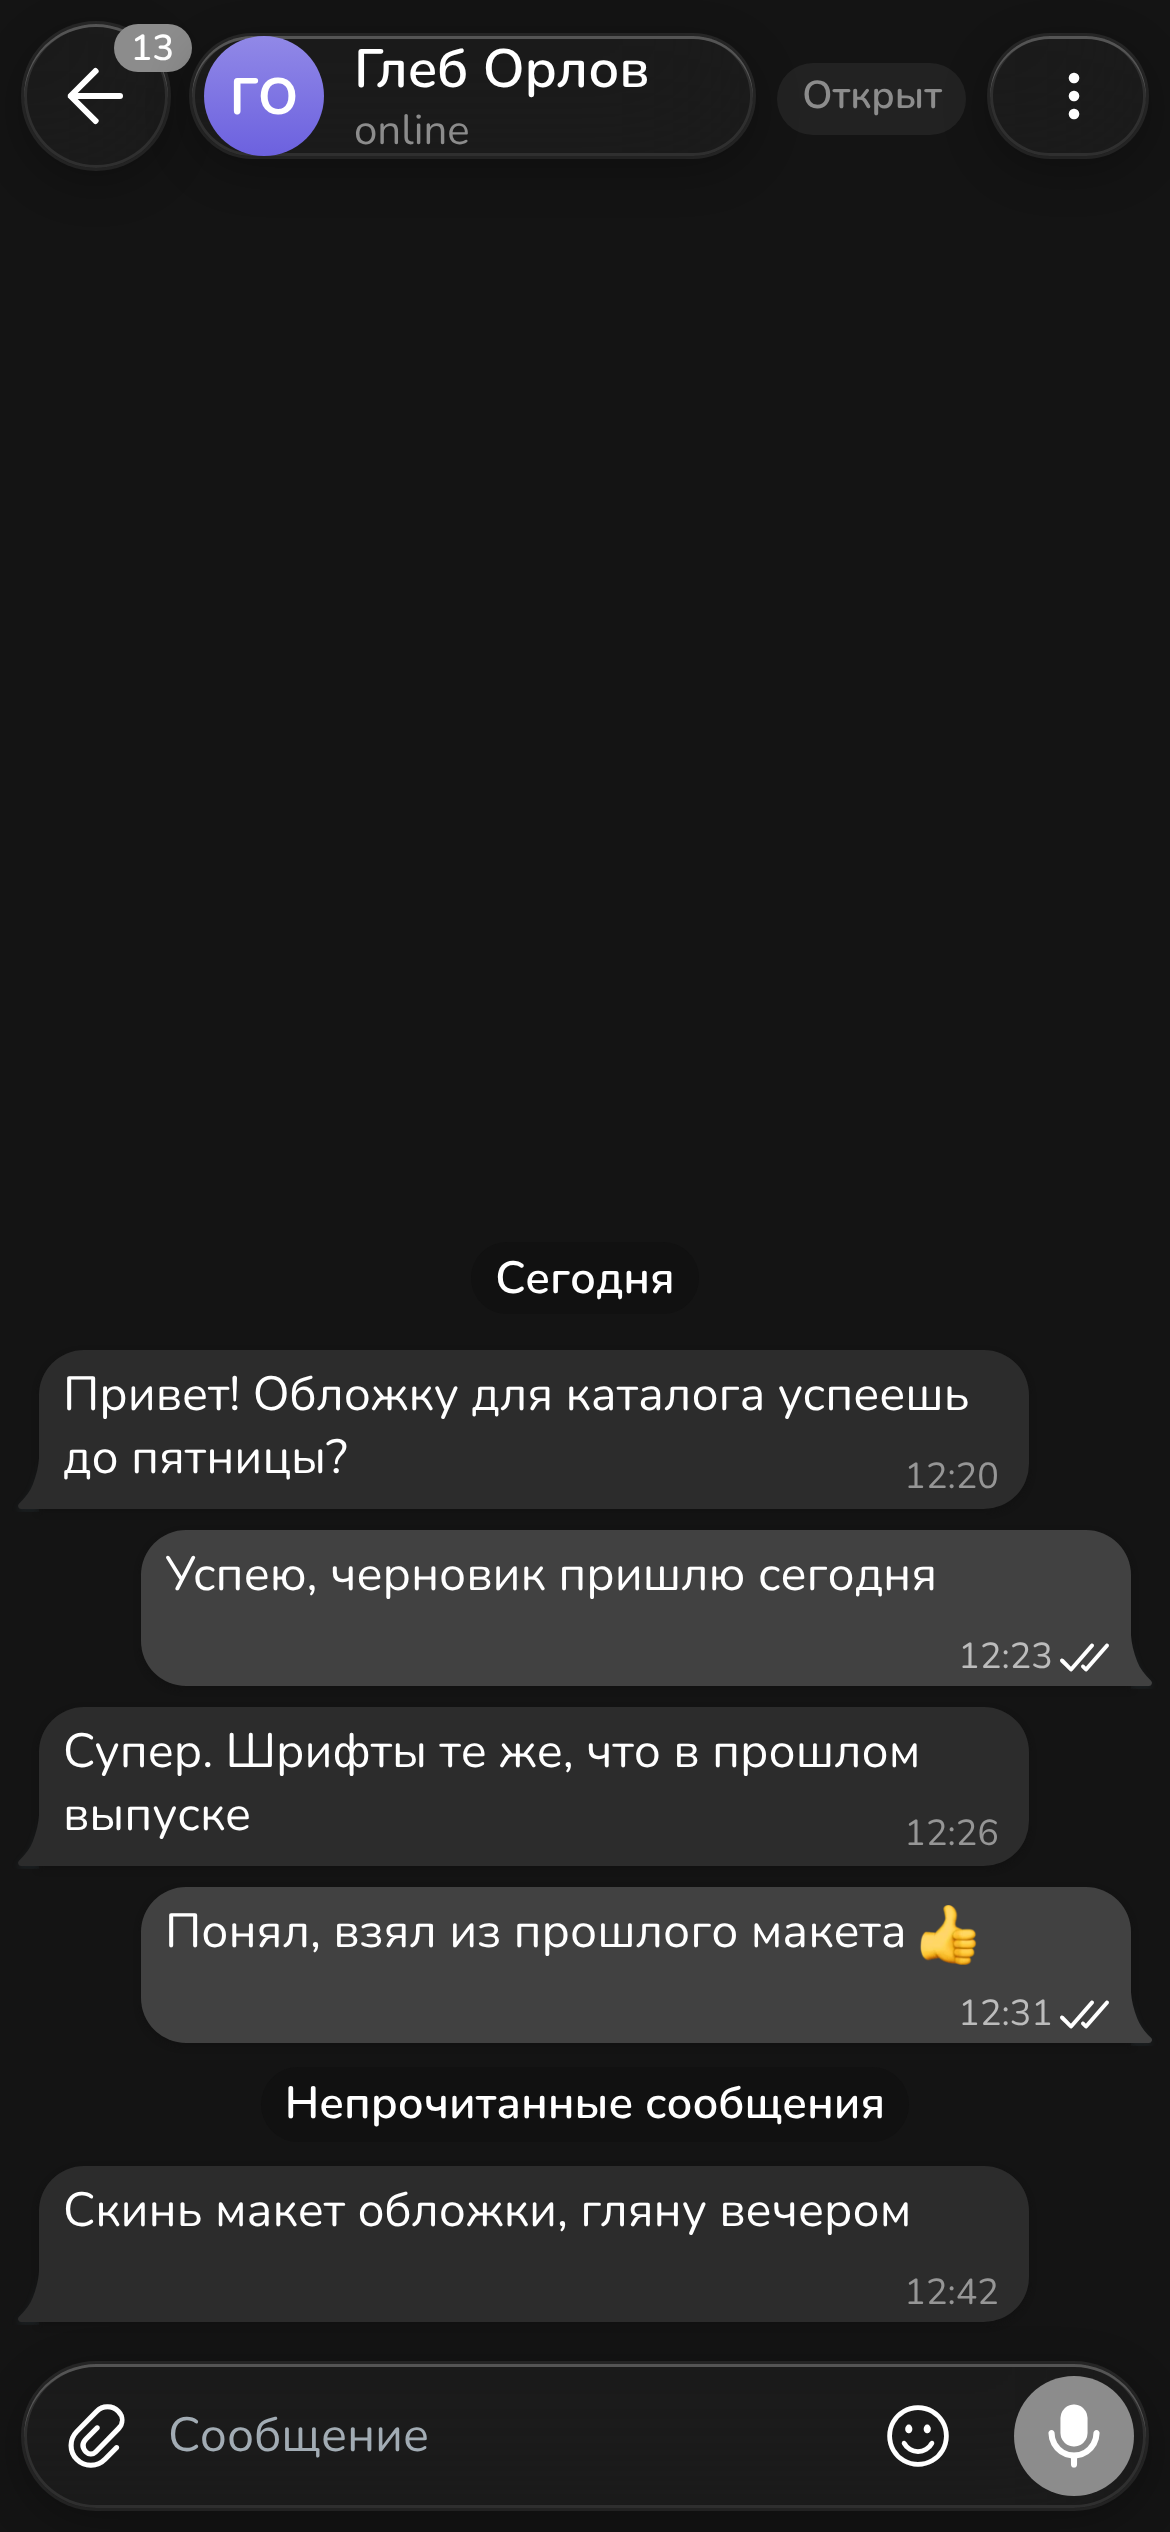 13
ГО
Глеб Орлов
online
Открыт
Сегодня
Привет! Обложку для каталога успеешь
до пятницы?
12:20
Успею, черновик пришлю сегодня
12:23
Супер. Шрифты те же, что в прошлом
выпуске
12:26
Понял, взял из прошлого макета 👍
12:31
Непрочитанные сообщения
Скинь макет обложки, гляну вечером
12:42
Сообщение